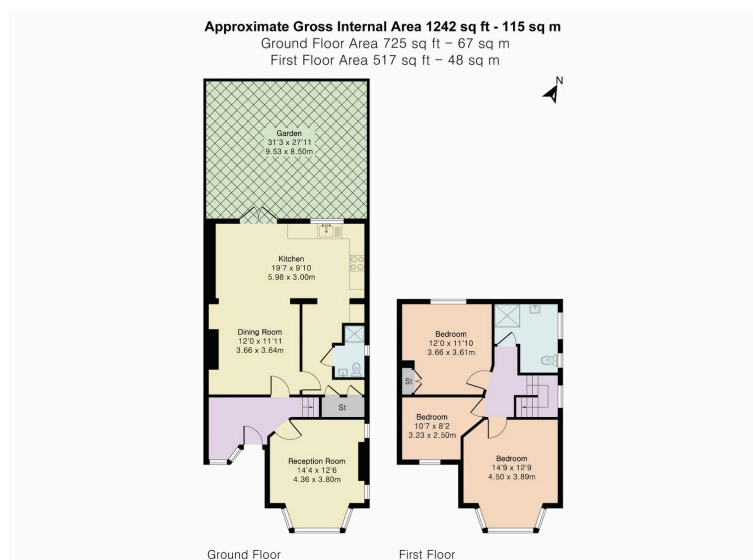 Approximate Gross Internal Area 1242 sq ft - 115 sq m
Ground Floor Area 725 sq ft – 67 sq m
First Floor Area 517 sq ft – 48 sq m
N
Garden
31'3 x 27'11
9.53 x 8.50m
Kitchen
19'7 x 9'10
5.98 x 3.00m
Dining Room
12'0 x 11'11
3.66 x 3.64m
St
Reception Room
14'4 x 12'6
4.36 x 3.80m
Ground Floor
Bedroom
12'0 x 11'10
3.66 x 3.61m
St
Bedroom
10'7 x 8'2
3.23 x 2.50m
Bedroom
14'9 x 12'9
4.50 x 3.89m
First Floor